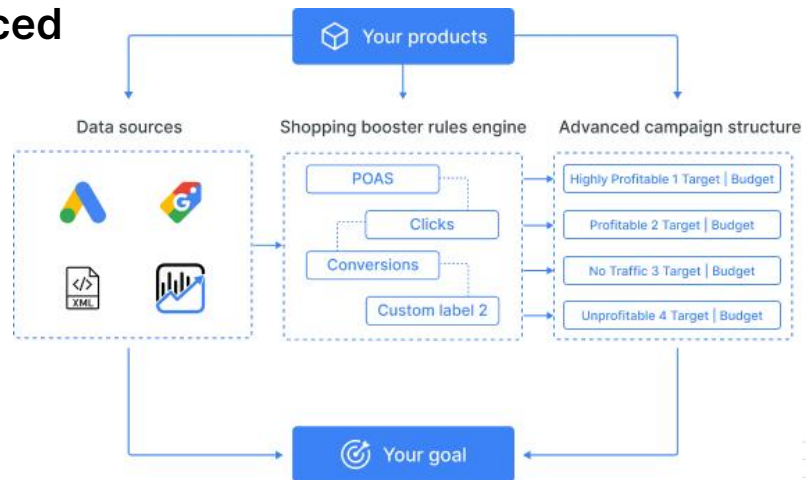 ced
Your products
Data sources
Shopping booster rules engine
Advanced campaign structure
POAS
Clicks
Conversions
Custom label 2
G
XML
Highly Profitable 1 Target | Budget
Profitable 2 Target | Budget
No Traffic 3 Target | Budget
Unprofitable 4 Target | Budget
Your goal